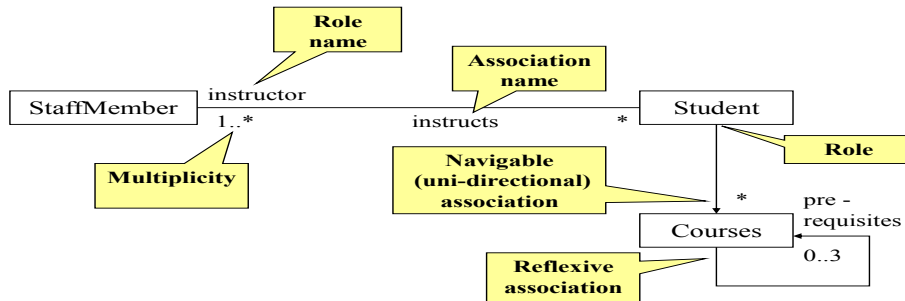 Role
name
Association
name
instructor
StaffMember
Student
1..*
instructs
*
Multiplicity
Navigable
(uni-directional)
association
Role
*
pre -
requisites
Courses
0..3
Reflexive
association